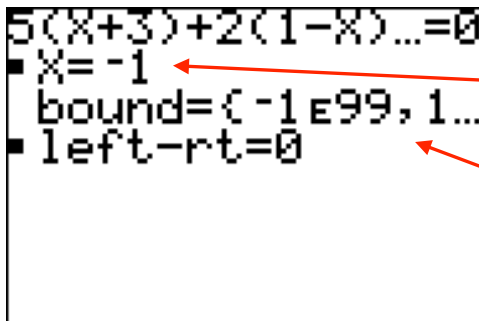 5(X+3)+2(1-X)…=0
▪X=⁻1
bound={⁻1ᴇ99,1…
▪left-rt=0